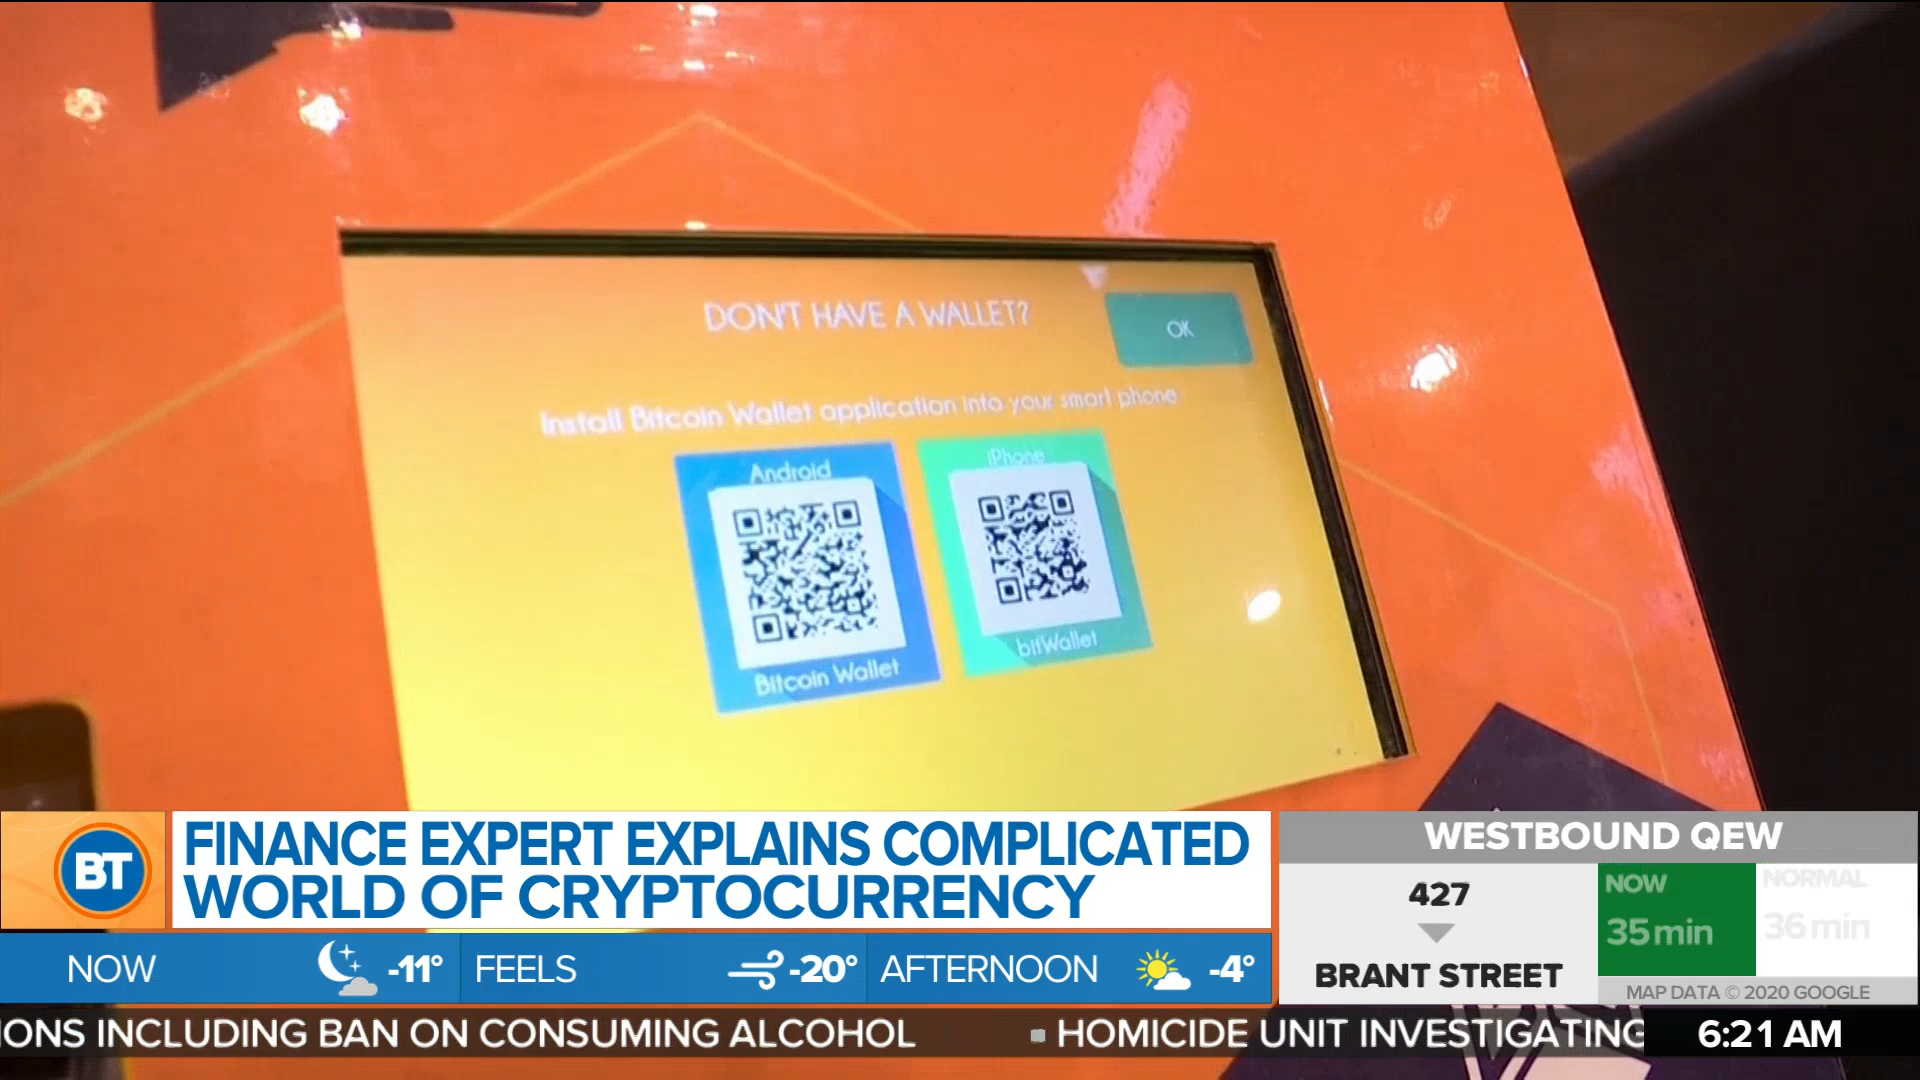 DON'T HAVE A WALLET?
OK
Install Bitcoin Wallet application into your smart phone
Android
iPhone
Bitcoin Wallet
bitWallet
BT
FINANCE EXPERT EXPLAINS COMPLICATED
WORLD OF CRYPTOCURRENCY
WESTBOUND QEW
427
BRANT STREET
NOW
35 min
NORMAL
36 min
MAP DATA © 2020 GOOGLE
NOW -11° FEELS -20° AFTERNOON -4°
IONS INCLUDING BAN ON CONSUMING ALCOHOL ▪ HOMICIDE UNIT INVESTIGATING
6:21 AM